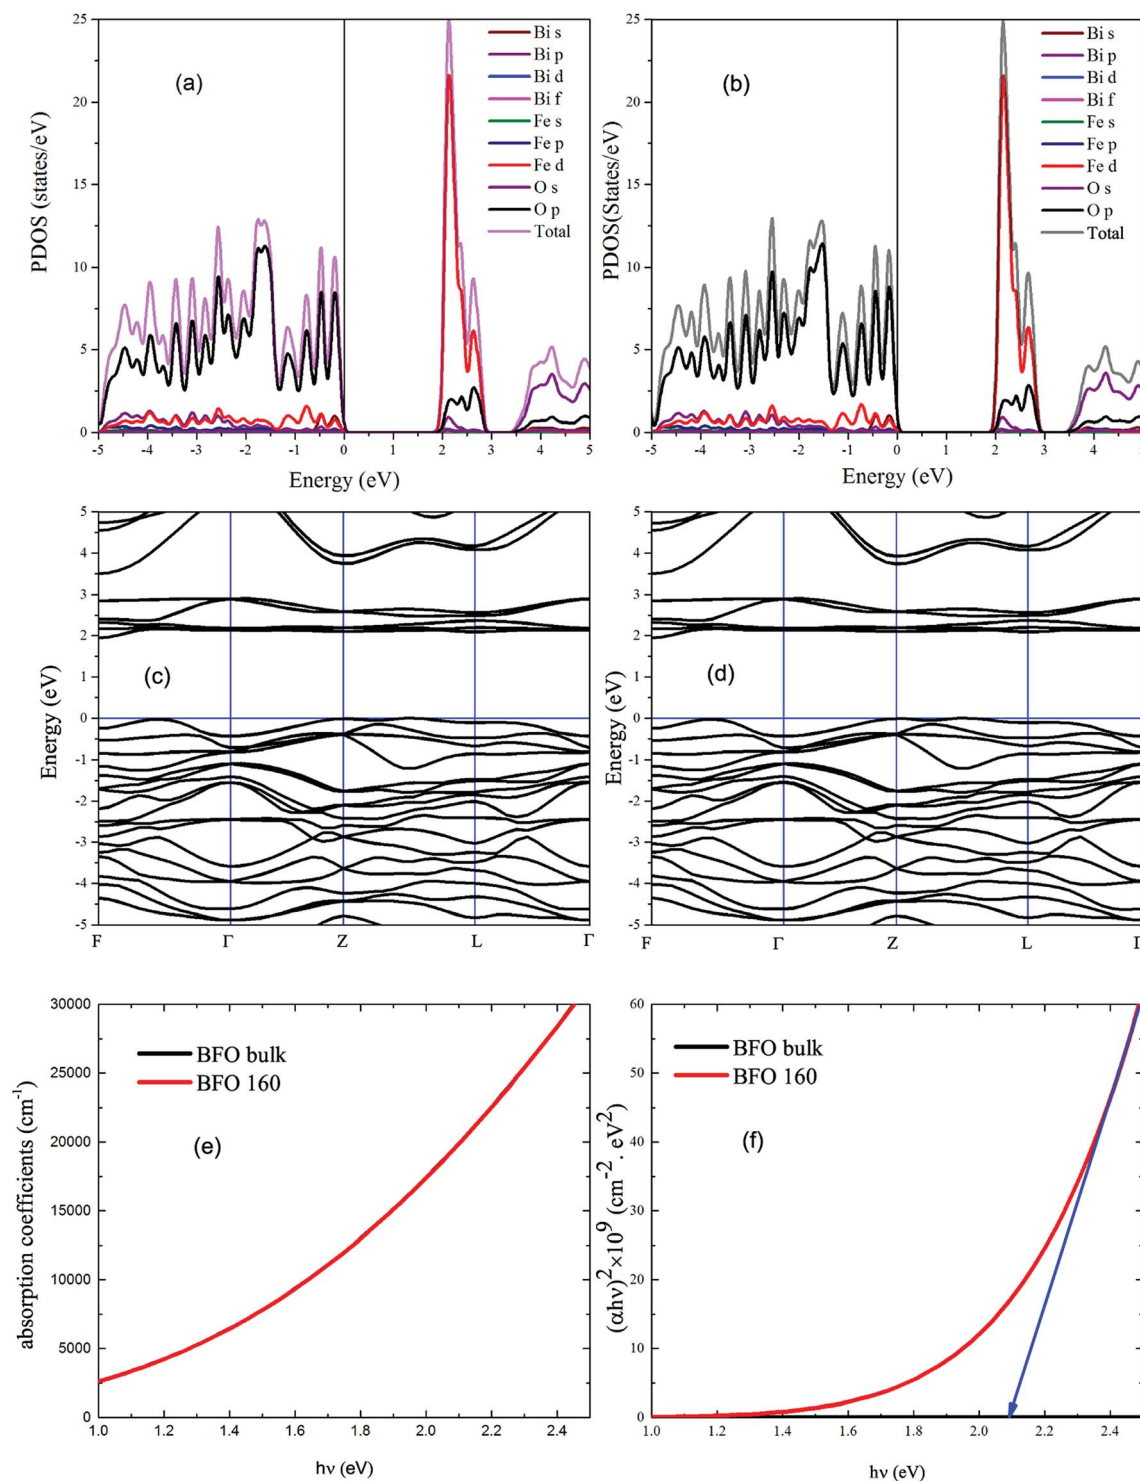 (a)
PDOS (states/eV)
25
20
15
10
5
0
-5 -4 -3 -2 -1 0 1 2 3 4 5
Energy (eV)
Bi s
Bi p
Bi d
Bi f
Fe s
Fe p
Fe d
O s
O p
Total
(b)
PDOS(States/eV)
25
20
15
10
5
0
-5 -4 -3 -2 -1 0 1 2 3 4
Energy (eV)
Bi s
Bi p
Bi d
Bi f
Fe s
Fe p
Fe d
O s
O p
Total
(c)
Energy (eV)
5
4
3
2
1
0
-1
-2
-3
-4
-5
F Γ Z L Γ
(d)
Energy (eV)
5
4
3
2
1
0
-1
-2
-3
-4
-5
F Γ Z L
(e)
absorption coefficients (cm⁻¹)
30000
25000
20000
15000
10000
5000
0
1.0 1.2 1.4 1.6 1.8 2.0 2.2 2.4
hν (eV)
BFO bulk
BFO 160
(f)
(αhν)²×10⁹ (cm⁻². eV²)
60
50
40
30
20
10
0
1.0 1.2 1.4 1.6 1.8 2.0 2.2 2.4
hν (eV)
BFO bulk
BFO 160